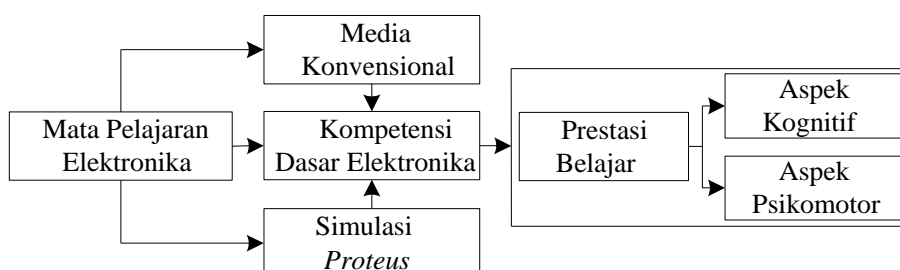 Media
Konvensional
Mata Pelajaran
Elektronika
Kompetensi
Dasar Elektronika
Simulasi
Proteus
Prestasi
Belajar
Aspek
Kognitif
Aspek
Psikomotor